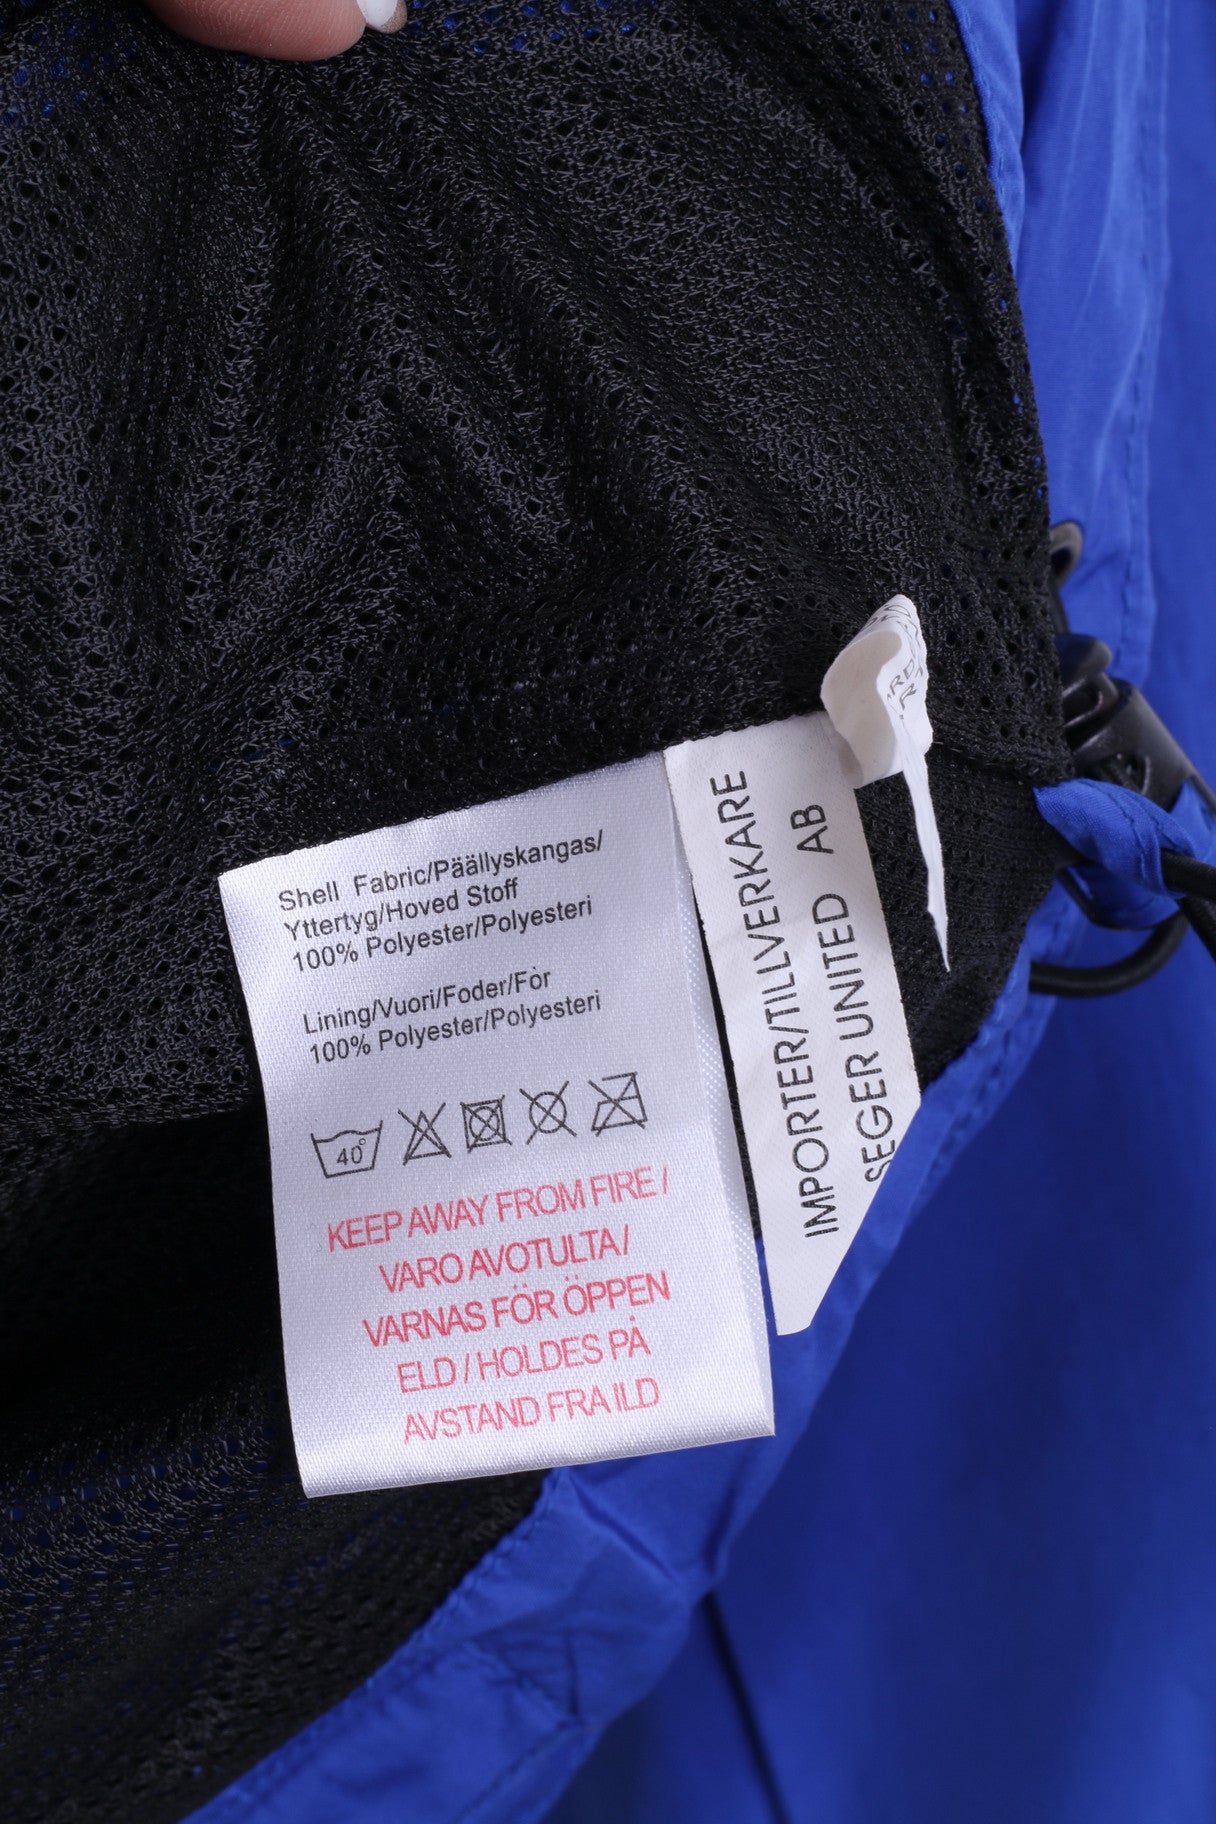 Shell Fabric/Päällyskangas/
Yttertyg/Hoved Stoff
100% Polyester/Polyesteri
Lining/Vuori/Foder/Fòr
100% Polyester/Polyesteri
40°
KEEP AWAY FROM FIRE /
VARO AVOTULTA /
VARNAS FÖR ÖPPEN
ELD / HOLDES PÅ
AVSTAND FRA ILD
IMPORTER/TILLVERKARE
SEGER UNITED AB